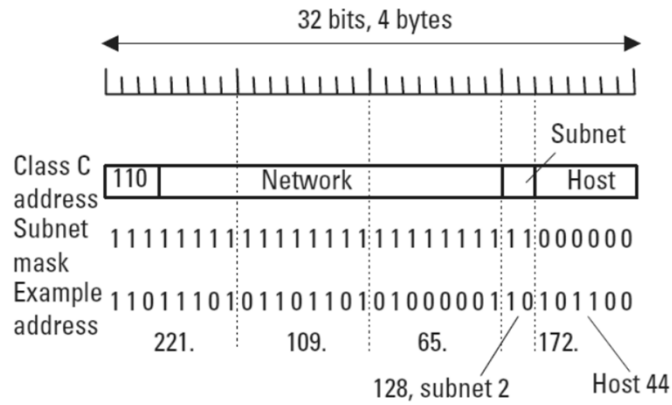 32 bits, 4 bytes
Subnet
Class C address
110 Network Host
Subnet mask
11111111111111111111111111000000
Example address
11011101011011010100000110101100
221. 109. 65. 172.
128, subnet 2 Host 44